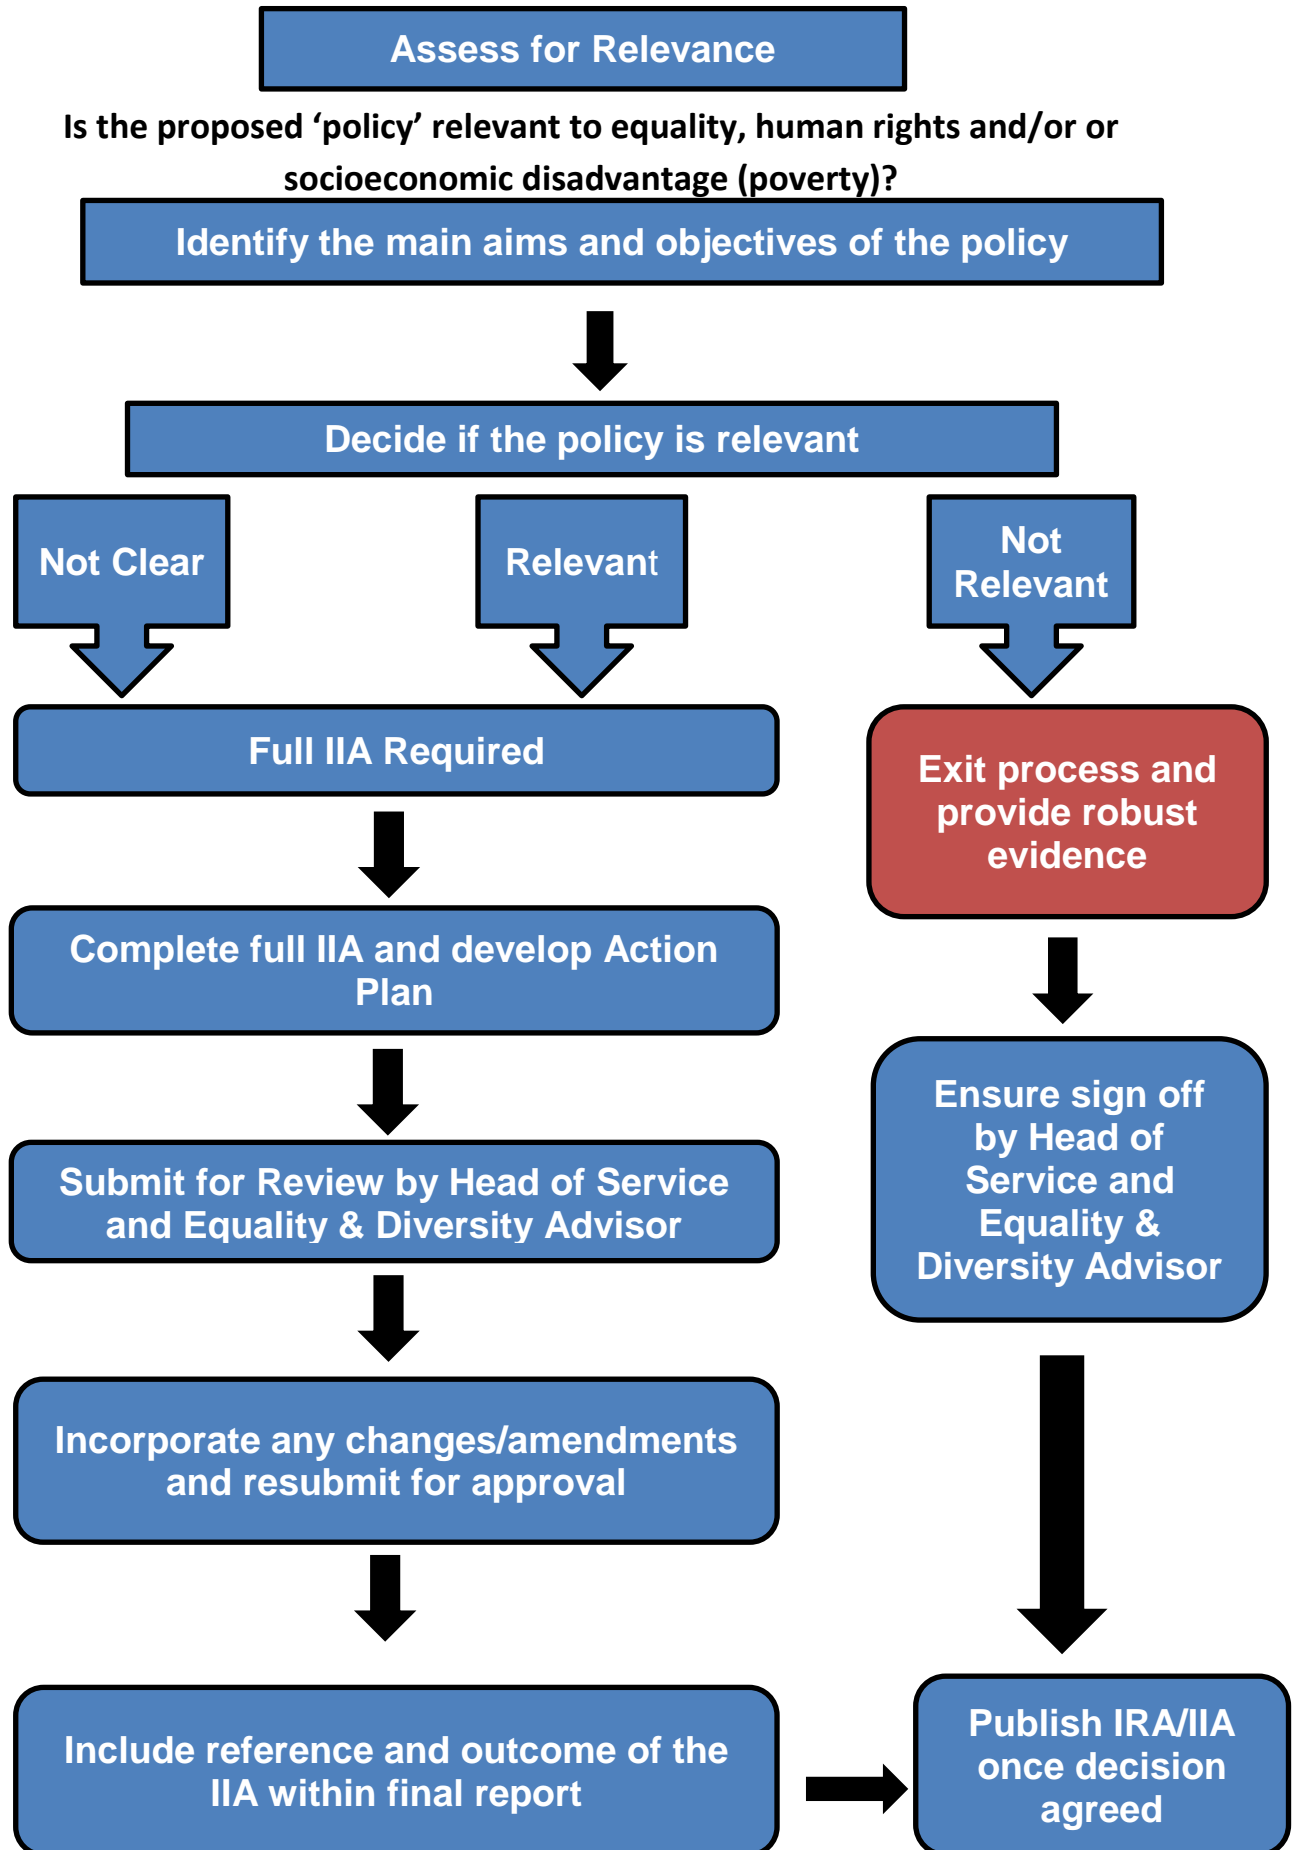 Assess for Relevance
Is the proposed ‘policy’ relevant to equality, human rights and/or or
socioeconomic disadvantage (poverty)?
Identify the main aims and objectives of the policy
Decide if the policy is relevant
Not Clear
Relevant
Not
Relevant
Full IIA Required
Exit process and
provide robust
evidence
Complete full IIA and develop Action
Plan
Ensure sign off
by Head of
Service and
Equality &
Diversity Advisor
Submit for Review by Head of Service
and Equality & Diversity Advisor
Incorporate any changes/amendments
and resubmit for approval
Include reference and outcome of the
IIA within final report
Publish IRA/IIA
once decision
agreed